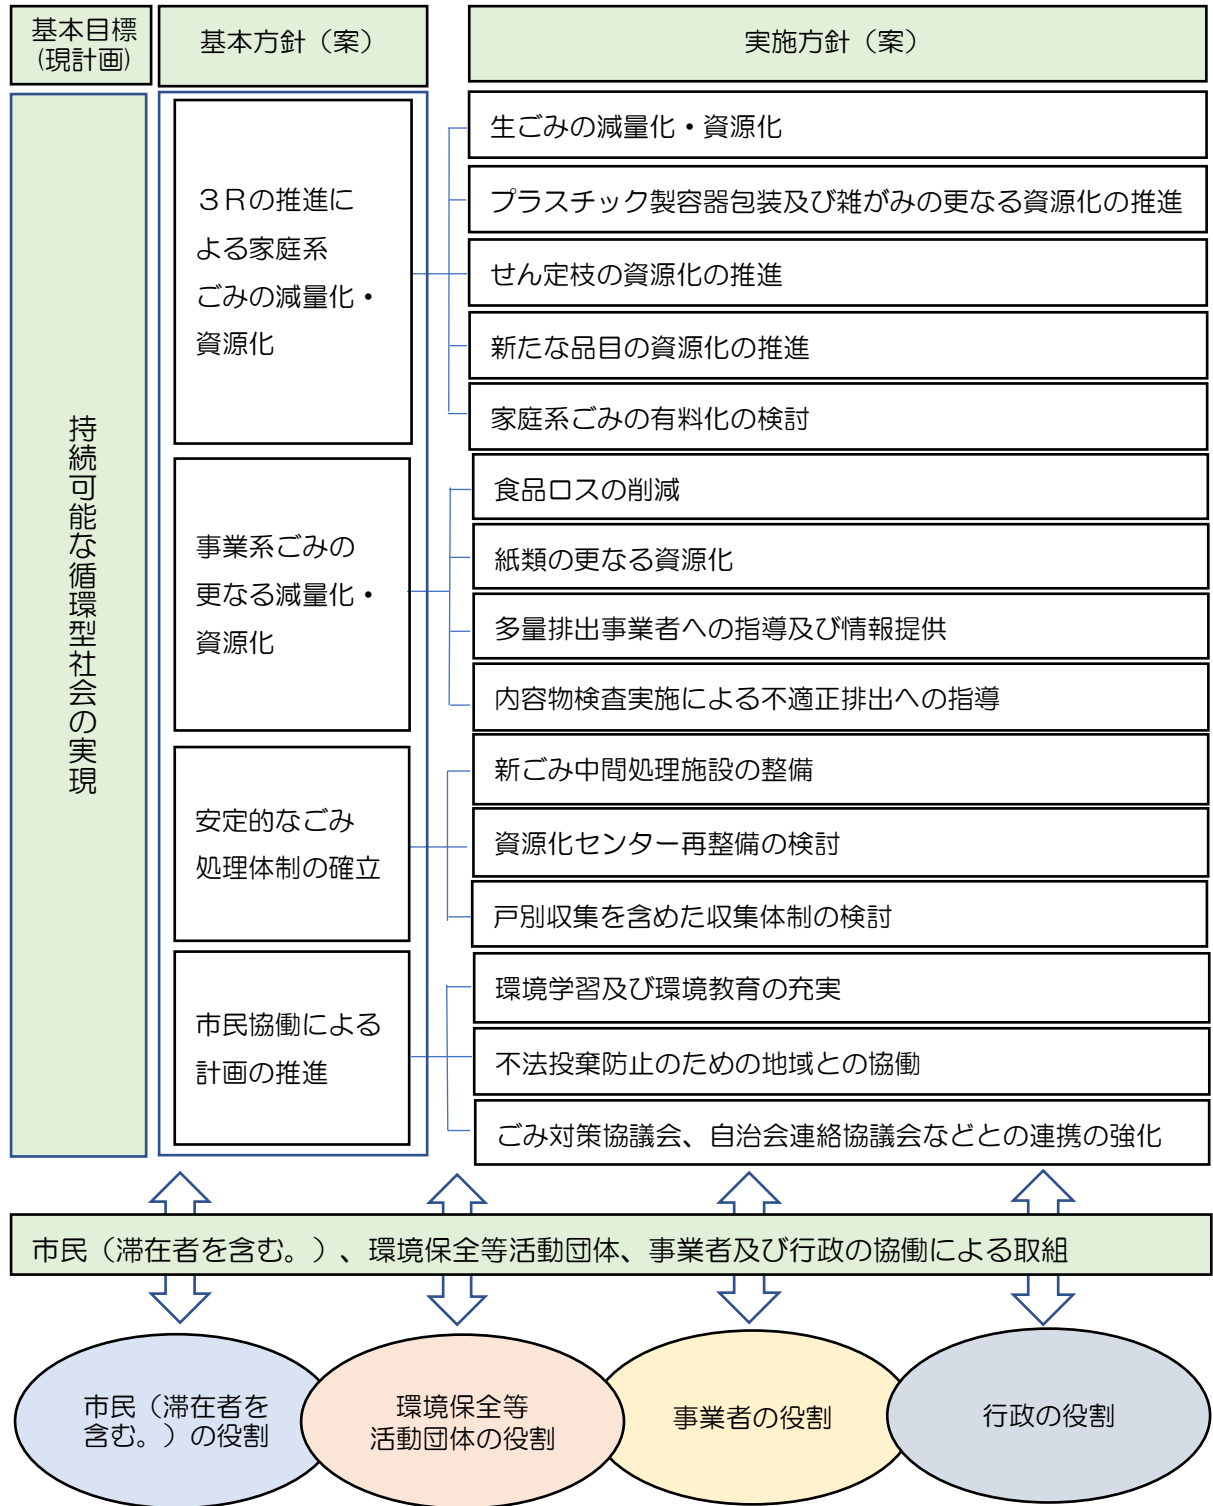 基本目標
(現計画)
基本方針（案）
実施方針（案）
持続可能な循環型社会の実現
３Rの推進に
よる家庭系
ごみの減量化・
資源化
生ごみの減量化・資源化
プラスチック製容器包装及び雑がみの更なる資源化の推進
せん定枝の資源化の推進
新たな品目の資源化の推進
家庭系ごみの有料化の検討
事業系ごみの
更なる減量化・
資源化
食品ロスの削減
紙類の更なる資源化
多量排出事業者への指導及び情報提供
内容物検査実施による不適正排出への指導
安定的なごみ
処理体制の確立
新ごみ中間処理施設の整備
資源化センター再整備の検討
戸別収集を含めた収集体制の検討
市民協働による
計画の推進
環境学習及び環境教育の充実
不法投棄防止のための地域との協働
ごみ対策協議会、自治会連絡協議会などとの連携の強化
市民（滞在者を含む。）、環境保全等活動団体、事業者及び行政の協働による取組
市民（滞在者を
含む。）の役割
環境保全等
活動団体の役割
事業者の役割
行政の役割